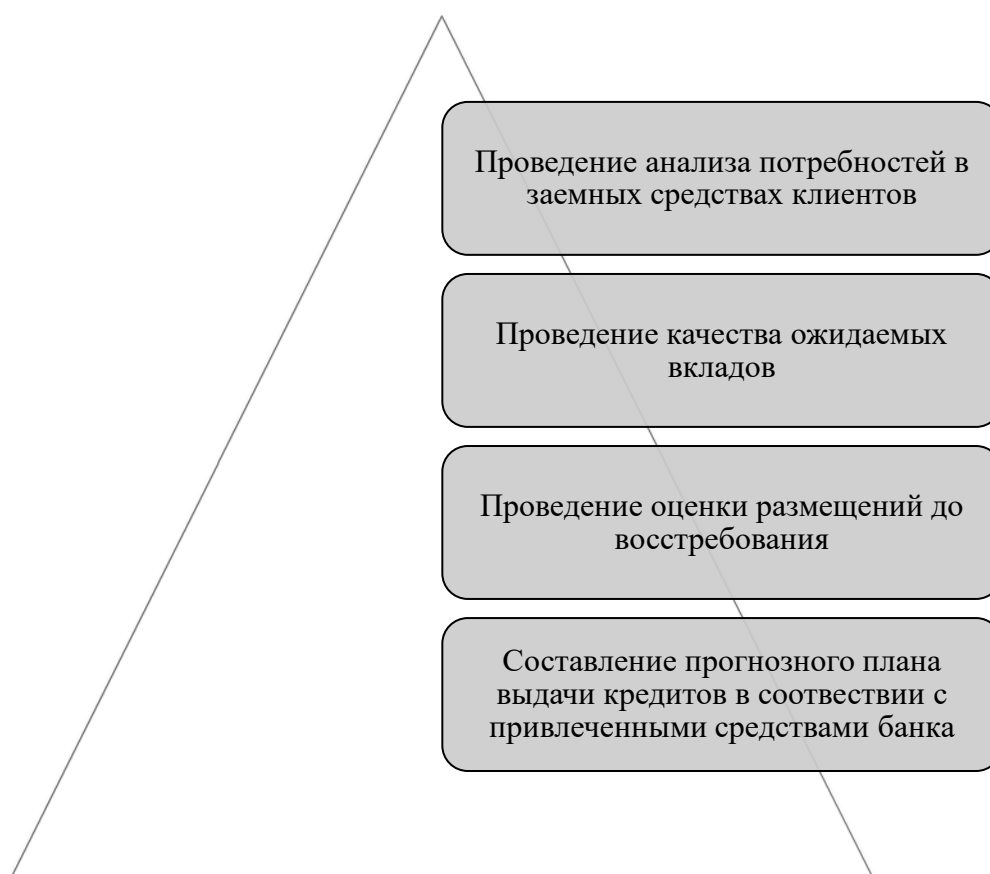 Проведение анализа потребностей в
заемных средствах клиентов
Проведение качества ожидаемых
вкладов
Проведение оценки размещений до
восстребования
Составление прогнозного плана
выдачи кредитов в соотвествии с
привлеченными средствами банка